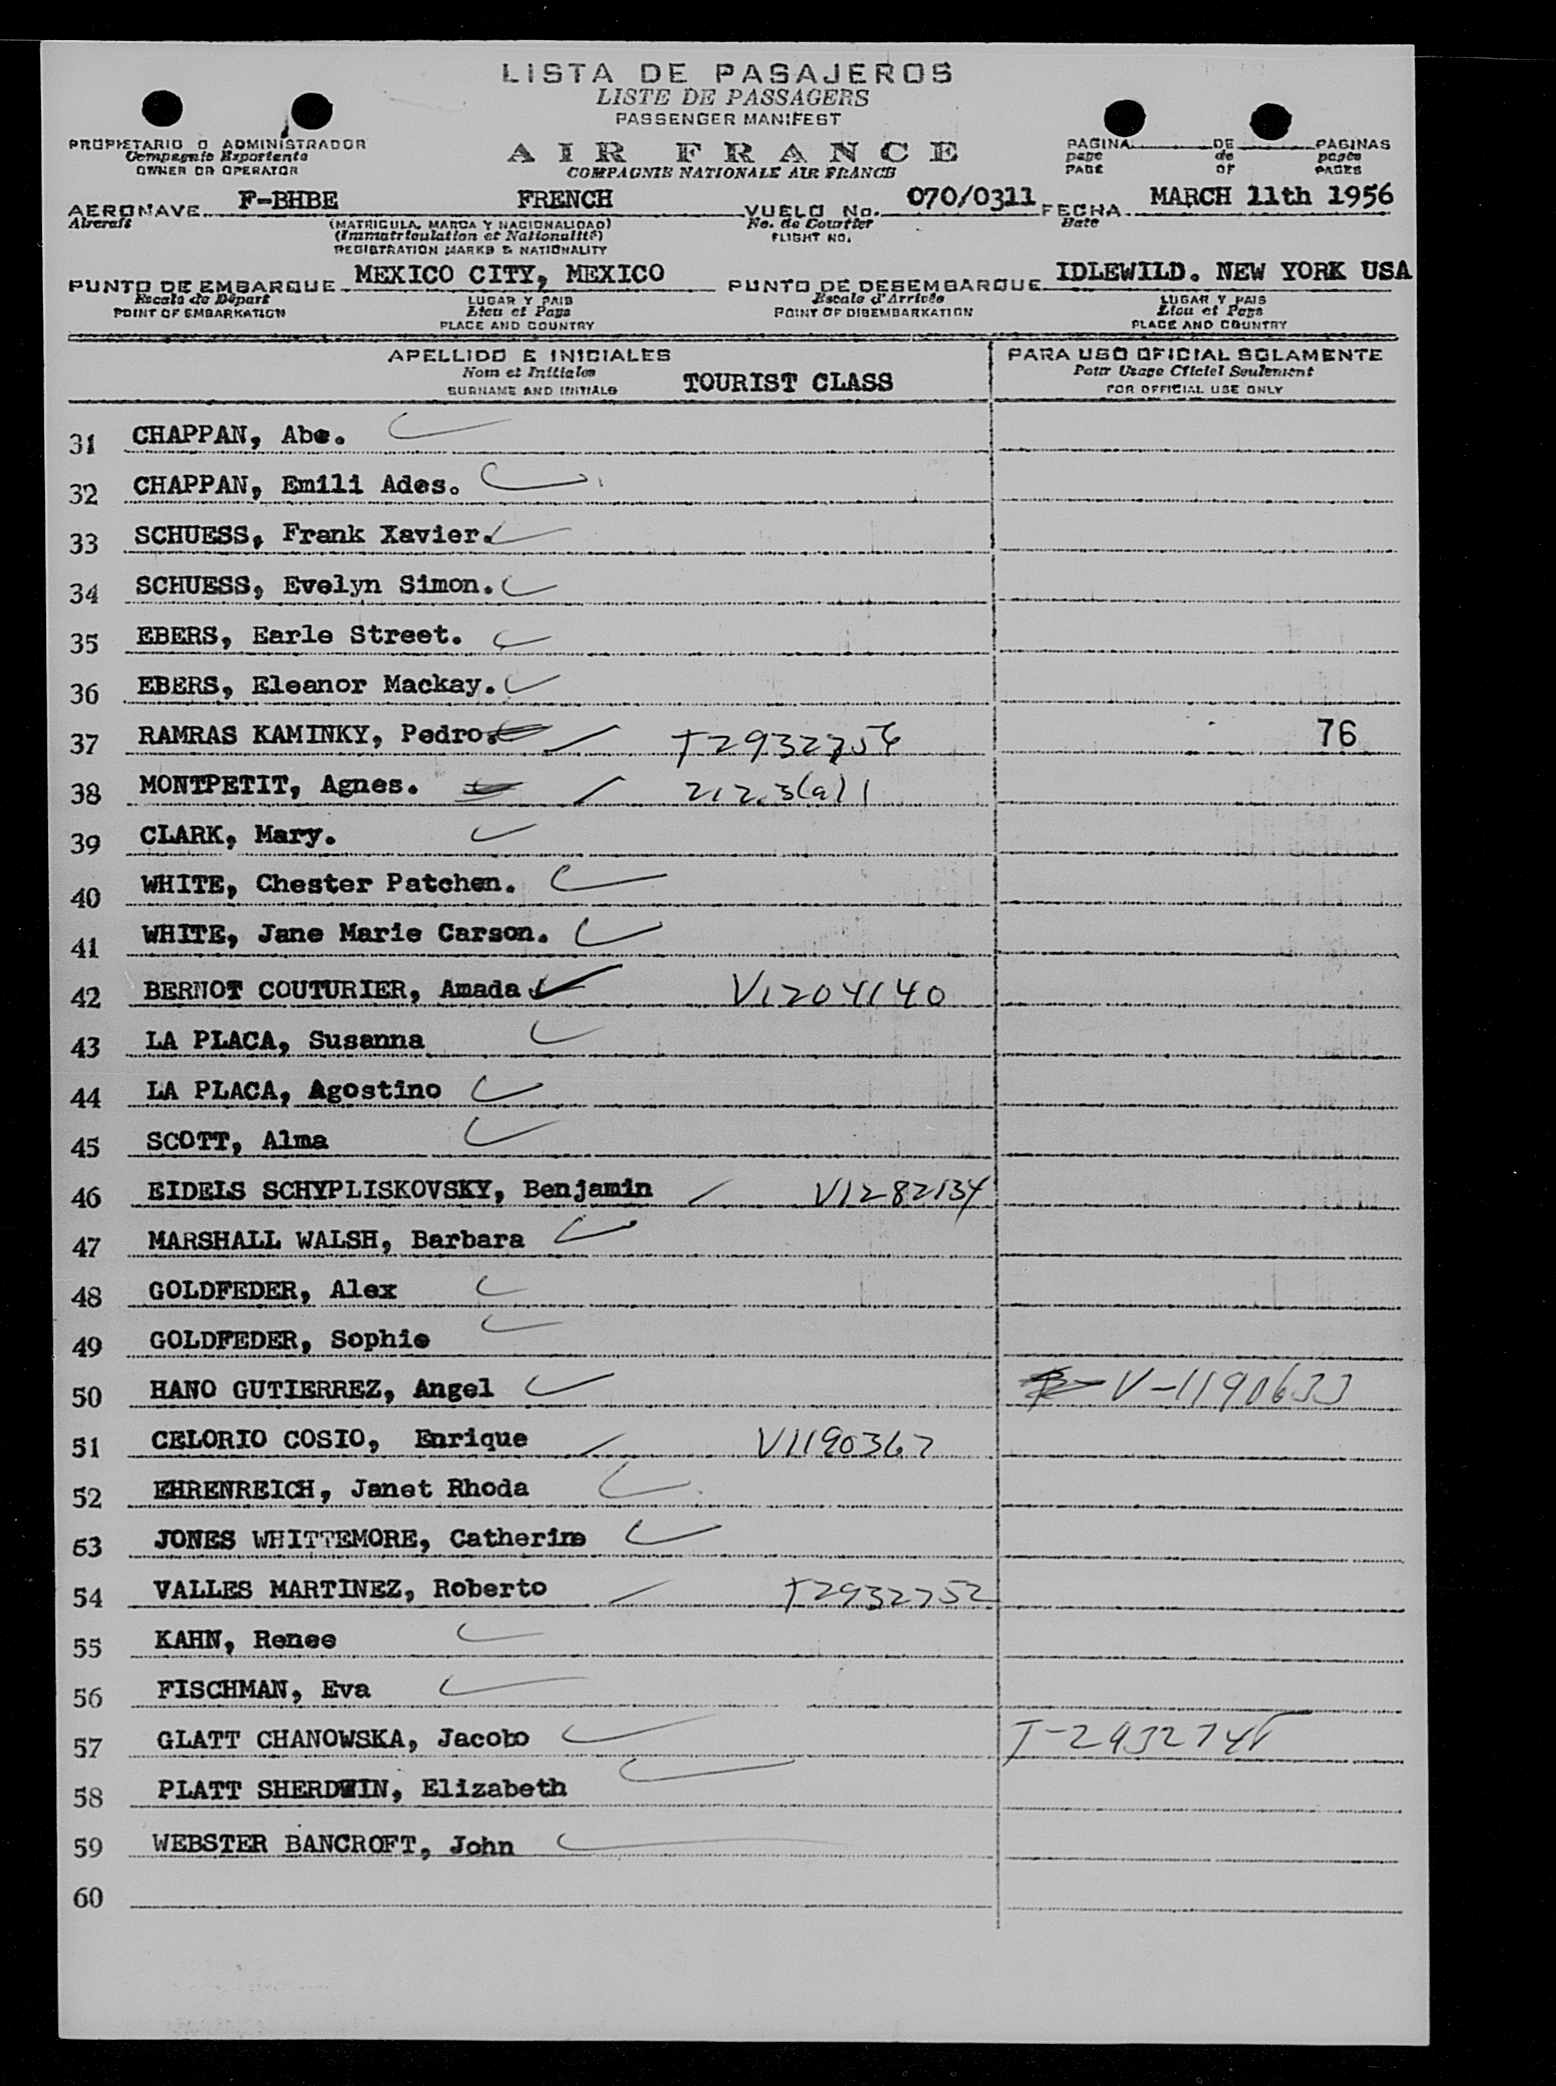 LISTA DE PASAJEROS
LISTE DE PASSAGERS
PASSENGER MANIFEST
PROPIETARIO O ADMINISTRADOR
Compagnie Exportante
OWNER OR OPERATOR
AIR FRANCE
COMPAGNIE NATIONALE AIR FRANCE
PAGINA DE PAGINAS
page de pages
PAGE OF PAGES
AERONAVE F-BHBE FRENCH VUELO No. 070/0311 FECHA MARCH 11th 1956
Aircraft (MATRICULA, MARCA Y NACIONALIDAD) No. de Courrier Date
(Immatriculation et Nationalité) FLIGHT NO.
REGISTRATION MARKS & NATIONALITY
PUNTO DE EMBARQUE MEXICO CITY, MEXICO PUNTO DE DESEMBARQUE IDLEWILD. NEW YORK USA
Escale de Départ LUGAR Y PAIS Escale d'Arrivée LUGAR Y PAIS
POINT OF EMBARKATION Lieu et Pays POINT OF DISEMBARKATION Lieu et Pays
PLACE AND COUNTRY PLACE AND COUNTRY
APELLIDO E INICIALES PARA USO OFICIAL SOLAMENTE
Nom et Initiales Pour Usage Officiel Seulement
SURNAME AND INITIALS TOURIST CLASS FOR OFFICIAL USE ONLY
31 CHAPPAN, Abe.
32 CHAPPAN, Emili Ades.
33 SCHUESS, Frank Xavier.
34 SCHUESS, Evelyn Simon.
35 EBERS, Earle Street.
36 EBERS, Eleanor Mackay.
37 RAMRAS KAMINKY, Pedro. T2932756 76
38 MONTPETIT, Agnes. 212.3(a)1
39 CLARK, Mary.
40 WHITE, Chester Patchen.
41 WHITE, Jane Marie Carson.
42 BERNOT COUTURIER, Amada V1204140
43 LA PLACA, Susanna
44 LA PLACA, Agostino
45 SCOTT, Alma
46 EIDELS SCHYPLISKOVSKY, Benjamin V1282134
47 MARSHALL WALSH, Barbara
48 GOLDFEDER, Alex
49 GOLDFEDER, Sophie
50 HANO GUTIERREZ, Angel V-1190633
51 CELORIO COSIO, Enrique V1190367
52 EHRENREICH, Janet Rhoda
53 JONES WHITTEMORE, Catherine
54 VALLES MARTINEZ, Roberto T2932752
55 KAHN, Renee
56 FISCHMAN, Eva
57 GLATT CHANOWSKA, Jacobo T-2932745
58 PLATT SHERDWIN, Elizabeth
59 WEBSTER BANCROFT, John
60